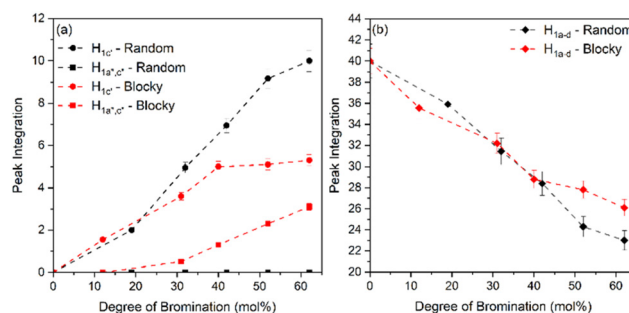 (a)
H1c' - Random
H1a*,c* - Random
H1c' - Blocky
H1a*,c* - Blocky
Peak Integration
10
8
6
4
2
0
0 10 20 30 40 50 60
Degree of Bromination (mol%)
(b)
H1a-d - Random
H1a-d - Blocky
Peak Integration
44
42
40
38
36
34
32
30
28
26
24
22
20
0 10 20 30 40 50 60
Degree of Bromination (mol%)